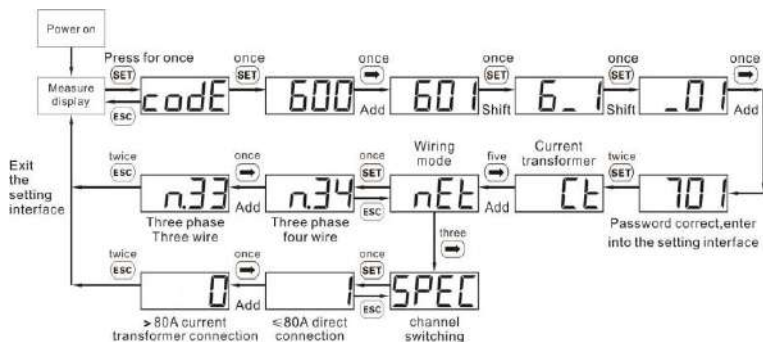 Power on
Press for once
once
once
once
once
once
SET
SET
➡
SET
SET
➡
Measure
display
codE
600
601
6_1
_01
ESC
Add
Shift
Shift
Add
Exit
the
setting
interface
twice
once
once
Wiring
mode
five
Current
transformer
twice
ESC
➡
SET
➡
SET
n.33
n.34
nEt
Ct
701
Add
ESC
Add
Three phase
Three wire
Three phase
four wire
Password correct,enter
into the setting interface
three
➡
twice
once
once
ESC
➡
SET
0
1
SPEC
Add
ESC
>80A current
transformer connection
≤80A direct
connection
channel
switching